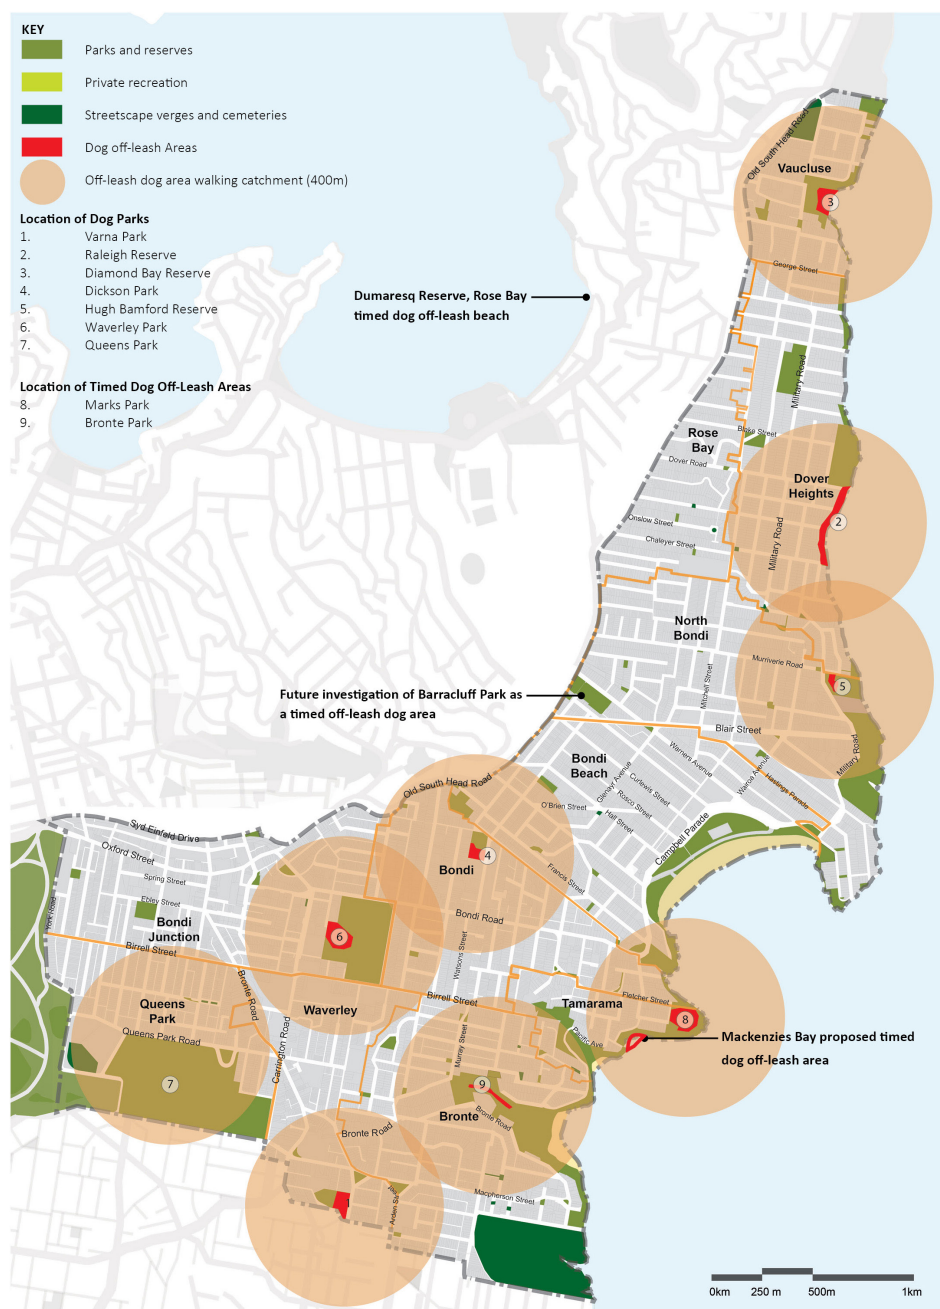 KEY
Parks and reserves
Private recreation
Streetscape verges and cemeteries
Dog off-leash Areas
Off-leash dog area walking catchment (400m)
Location of Dog Parks
1. Varna Park
2. Raleigh Reserve
3. Diamond Bay Reserve
4. Dickson Park
5. Hugh Bamford Reserve
6. Waverley Park
7. Queens Park
Location of Timed Dog Off-Leash Areas
8. Marks Park
9. Bronte Park
Old South Head Road
Vaucluse
3
George Street
Dumaresq Reserve, Rose Bay
timed dog off-leash beach
Military Road
Blake Street
Rose
Bay
Dover Road
Dover
Heights
Onslow Street
2
Chaleyer Street
Military Road
North
Bondi
Murriverie Road
Mitchell Street
5
Future investigation of Barracluff Park as
a timed off-leash dog area
Blair Street
Military Road
Warners Avenue
Wairoa Avenue
Hastings Parade
Bondi
Beach
Glenayr Avenue
Curlewis Street
Roscoe Street
O'Brien Street
Hall Street
Campbell Parade
Old South Head Road
Syd Einfeld Drive
Oxford Street
4
Bondi
Francis Street
Spring Street
Ebley Street
York Road
Bondi
Junction
Bondi Road
6
Birrell Street
Watsons Street
Bronte Road
Queens
Park
Waverley
Birrell Street
Tamarama
Fletcher Street
8
Queens Park Road
Carrington Road
Murray Street
Pacific Ave
Mackenzies Bay proposed timed
dog off-leash area
7
9
Bronte
Bronte Road
Bronte Road
1
Arden Street
Macpherson Street
0km 250 m 500m 1km